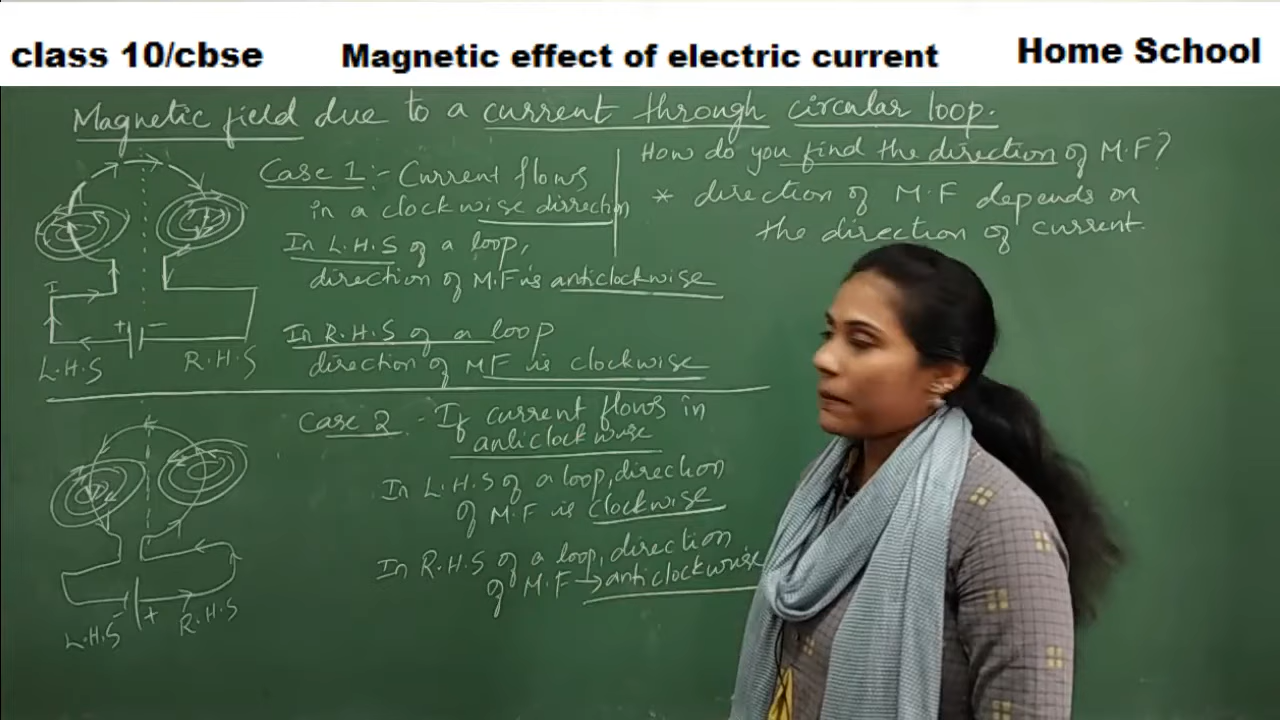 class 10/cbse
Magnetic effect of electric current
Home School
Magnetic field due to a current through circular loop.
Case 1 :- Current flows
in a clockwise dirrection
In L.H.S of a loop,
direction of M.F is anticlockwise
In R.H.S of a loop
direction of MF is clockwise
How do you find the direction of M.F?
* direction of M.F depends on
the direction of current.
I
+ −
L.H.S
R.H.S
Case 2 - If current flows in
anticlockwise
In L.H.S of a loop, direction
of M.F is clockwise
In R.H.S of a loop, direction
of M.F → anticlockwise
- +
L.H.S
R.H.S